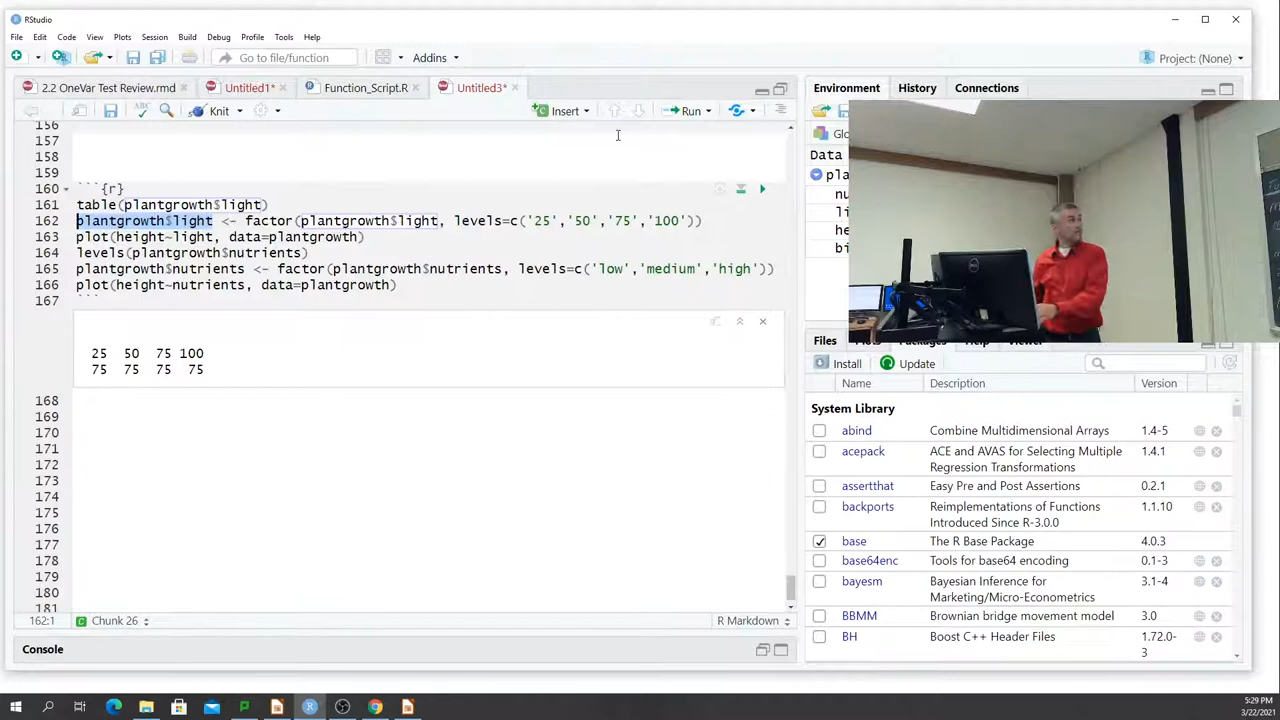 RStudio
File Edit Code View Plots Session Build Debug Profile Tools Help
Go to file/function Addins Project: (None)
2.2 OneVar Test Review.rmd Untitled1* Function_Script.R Untitled3*
Environment History Connections
Knit Insert Run
156
157
158
159
160 ```{r}
161 table(plantgrowth$light)
162 plantgrowth$light <- factor(plantgrowth$light, levels=c('25','50','75','100'))
163 plot(height~light, data=plantgrowth)
164 levels(plantgrowth$nutrients)
165 plantgrowth$nutrients <-factor(plantgrowth$nutrients, levels=c('low','medium','high'))
166 plot(height~nutrients, data=plantgrowth)
167 ```
25 50 75 100
75 75 75 75
168
169
170
171
172
173
174
175
176
177
178
179
180
181
162:1 Chunk 26 R Markdown
Console
Data
Files Help
Install Update
Name Description Version
System Library
abind Combine Multidimensional Arrays 1.4-5
acepack ACE and AVAS for Selecting Multiple Regression Transformations 1.4.1
assertthat Easy Pre and Post Assertions 0.2.1
backports Reimplementations of Functions Introduced Since R-3.0.0 1.1.10
base The R Base Package 4.0.3
base64enc Tools for base64 encoding 0.1-3
bayesm Bayesian Inference for Marketing/Micro-Econometrics 3.1-4
BBMM Brownian bridge movement model 3.0
BH Boost C++ Header Files 1.72.0-3
5:29 PM
3/22/2021